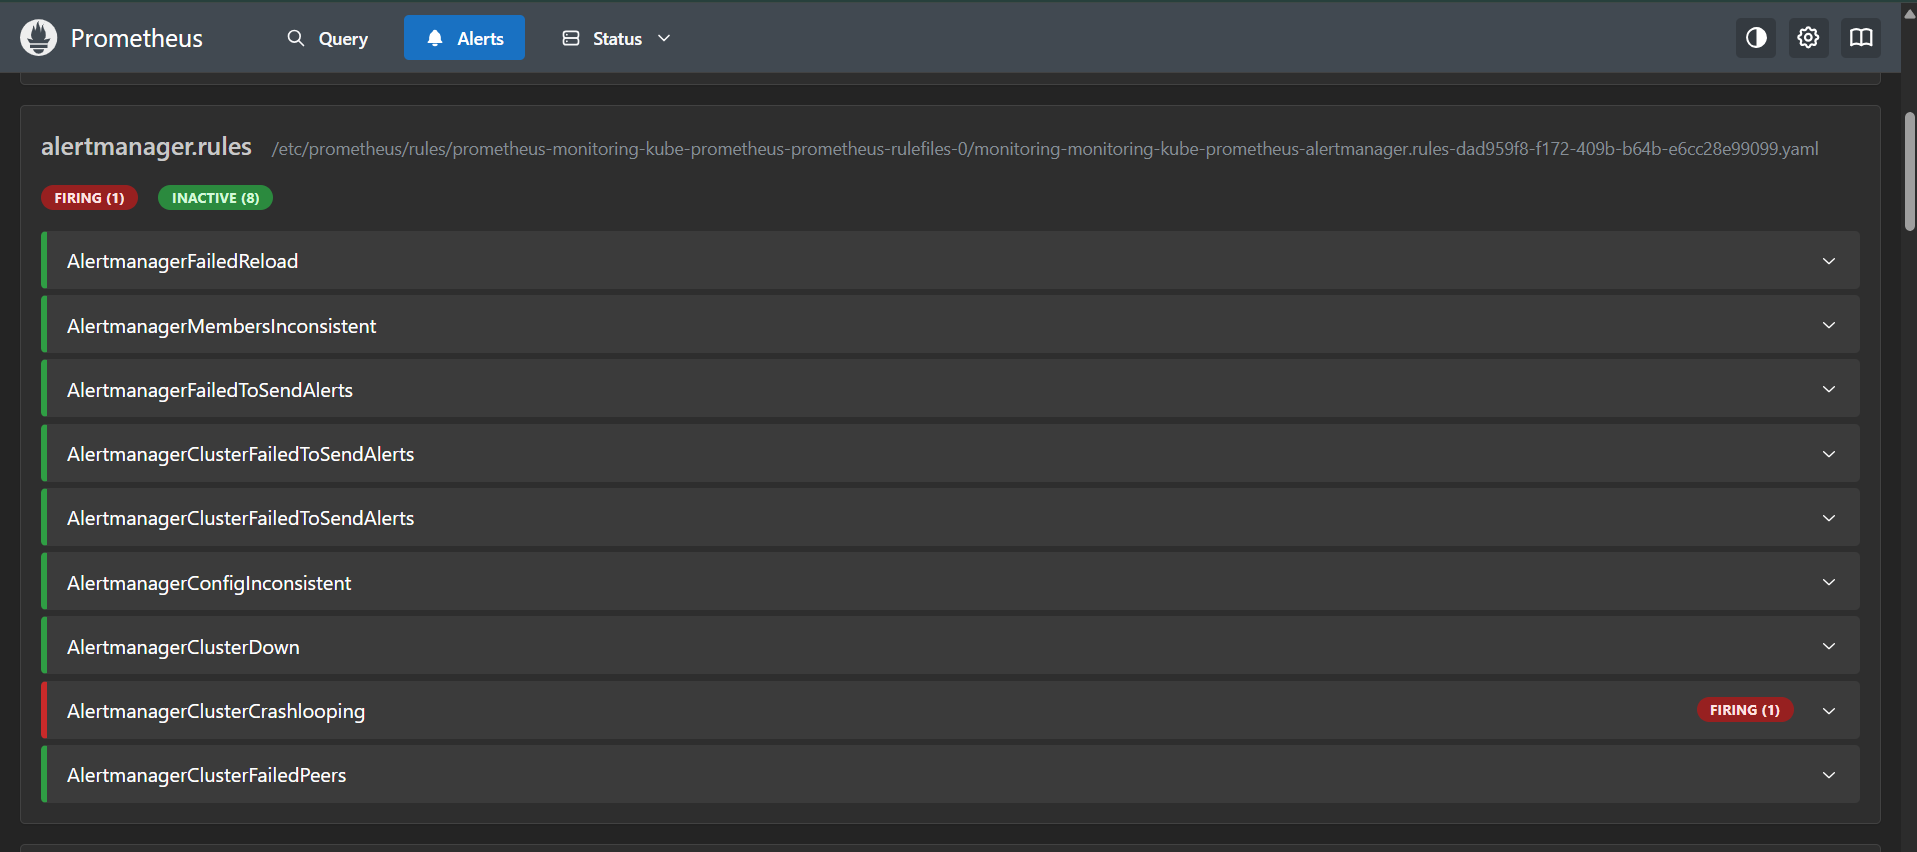 Prometheus Query Alerts Status
alertmanager.rules /etc/prometheus/rules/prometheus-monitoring-kube-prometheus-prometheus-rulefiles-0/monitoring-monitoring-kube-prometheus-alertmanager.rules-dad959f8-f172-409b-b64b-e6cc28e99099.yaml
FIRING (1) INACTIVE (8)
AlertmanagerFailedReload
AlertmanagerMembersInconsistent
AlertmanagerFailedToSendAlerts
AlertmanagerClusterFailedToSendAlerts
AlertmanagerClusterFailedToSendAlerts
AlertmanagerConfigInconsistent
AlertmanagerClusterDown
AlertmanagerClusterCrashlooping FIRING (1)
AlertmanagerClusterFailedPeers